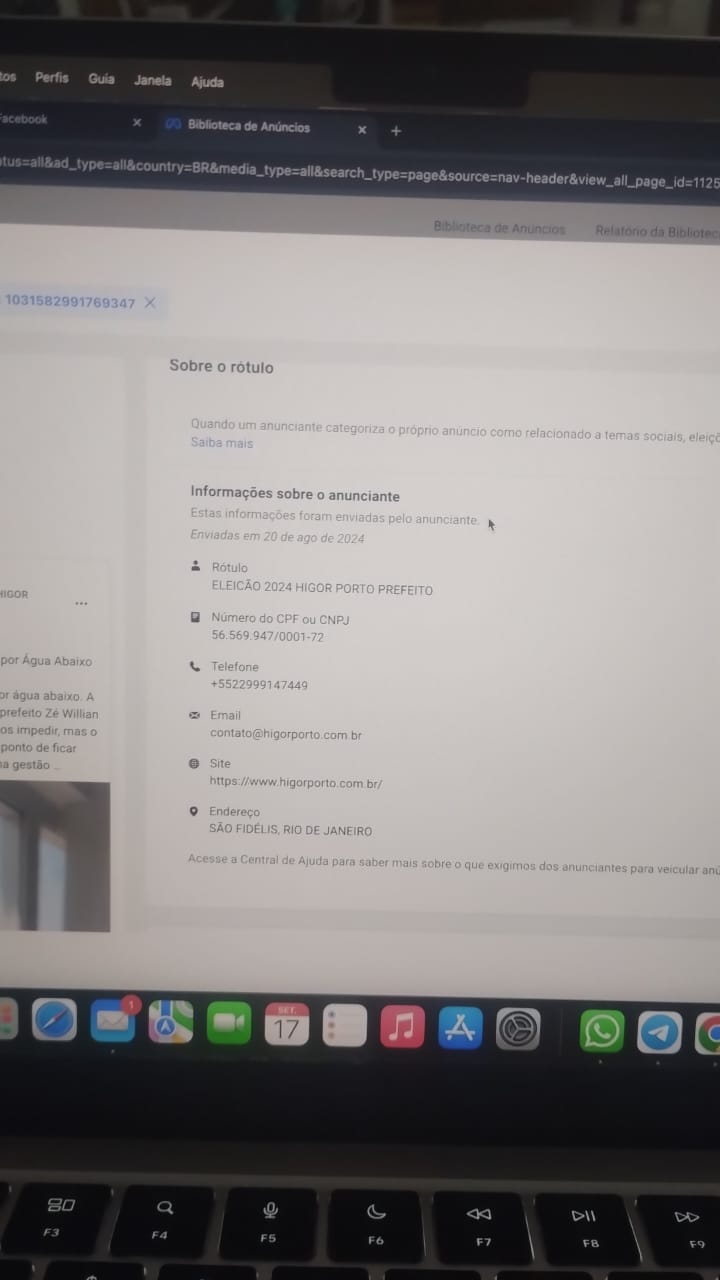 tos Perfis Guia Janela Ajuda
Facebook × Biblioteca de Anúncios × +
tus=all&ad_type=all&country=BR&media_type=all&search_type=page&source=nav-header&view_all_page_id=1125
Biblioteca de Anúncios Relatório da Bibliotec
1031582991769347 ×
Sobre o rótulo
Quando um anunciante categoriza o próprio anúncio como relacionado a temas sociais, eleiçõ
Saiba mais
Informações sobre o anunciante
Estas informações foram enviadas pelo anunciante.
Enviadas em 20 de ago de 2024
Rótulo
ELEICÃO 2024 HIGOR PORTO PREFEITO
Número do CPF ou CNPJ
56.569.947/0001-72
Telefone
+5522999147449
Email
contato@higorporto.com.br
Site
https://www.higorporto.com.br/
Endereço
SÃO FIDÉLIS, RIO DE JANEIRO
Acesse a Central de Ajuda para saber mais sobre o que exigimos dos anunciantes para veicular anú
HIGOR ...
por Água Abaixo
or água abaixo. A
prefeito Zé Willian
os impedir, mas o
ponto de ficar
na gestão ...
1
SET.
17
F3 F4 F5 F6 F7 F8 F9